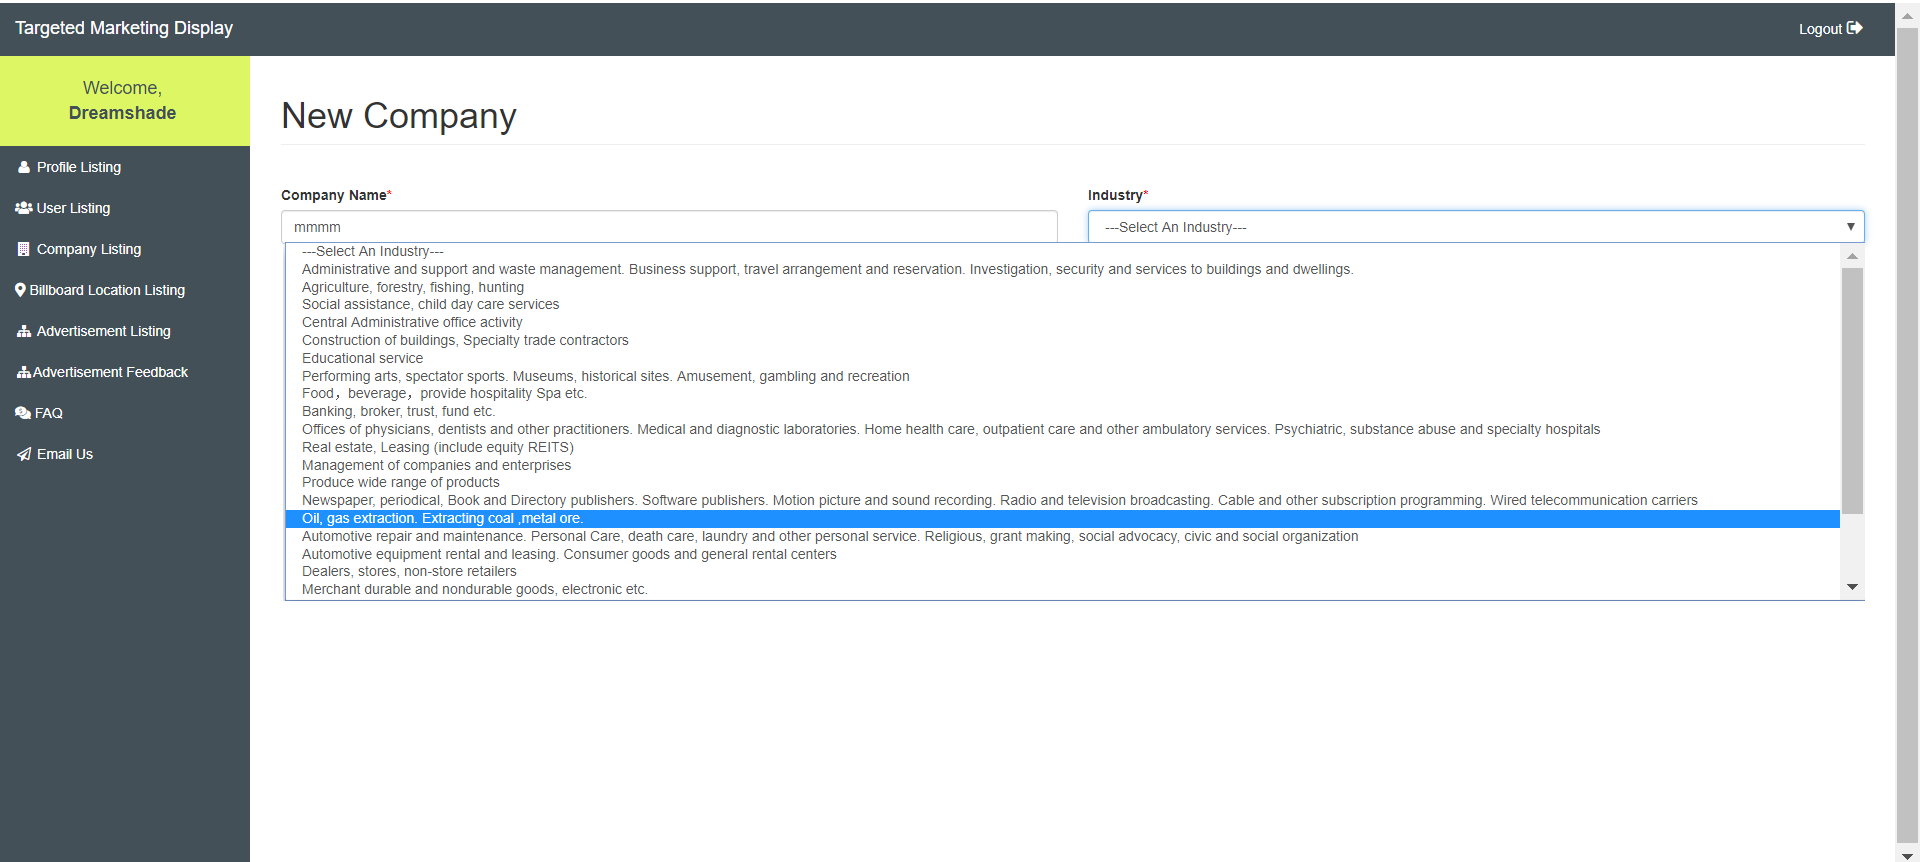 Targeted Marketing Display
Logout
Welcome,
Dreamshade
Profile Listing
User Listing
Company Listing
Billboard Location Listing
Advertisement Listing
Advertisement Feedback
FAQ
Email Us
New Company
Company Name*
mmmm
Industry*
---Select An Industry---
---Select An Industry---
Administrative and support and waste management. Business support, travel arrangement and reservation. Investigation, security and services to buildings and dwellings.
Agriculture, forestry, fishing, hunting
Social assistance, child day care services
Central Administrative office activity
Construction of buildings, Specialty trade contractors
Educational service
Performing arts, spectator sports. Museums, historical sites. Amusement, gambling and recreation
Food，beverage，provide hospitality Spa etc.
Banking, broker, trust, fund etc.
Offices of physicians, dentists and other practitioners. Medical and diagnostic laboratories. Home health care, outpatient care and other ambulatory services. Psychiatric, substance abuse and specialty hospitals
Real estate, Leasing (include equity REITS)
Management of companies and enterprises
Produce wide range of products
Newspaper, periodical, Book and Directory publishers. Software publishers. Motion picture and sound recording. Radio and television broadcasting. Cable and other subscription programming. Wired telecommunication carriers
Oil, gas extraction. Extracting coal ,metal ore.
Automotive repair and maintenance. Personal Care, death care, laundry and other personal service. Religious, grant making, social advocacy, civic and social organization
Automotive equipment rental and leasing. Consumer goods and general rental centers
Dealers, stores, non-store retailers
Merchant durable and nondurable goods, electronic etc.